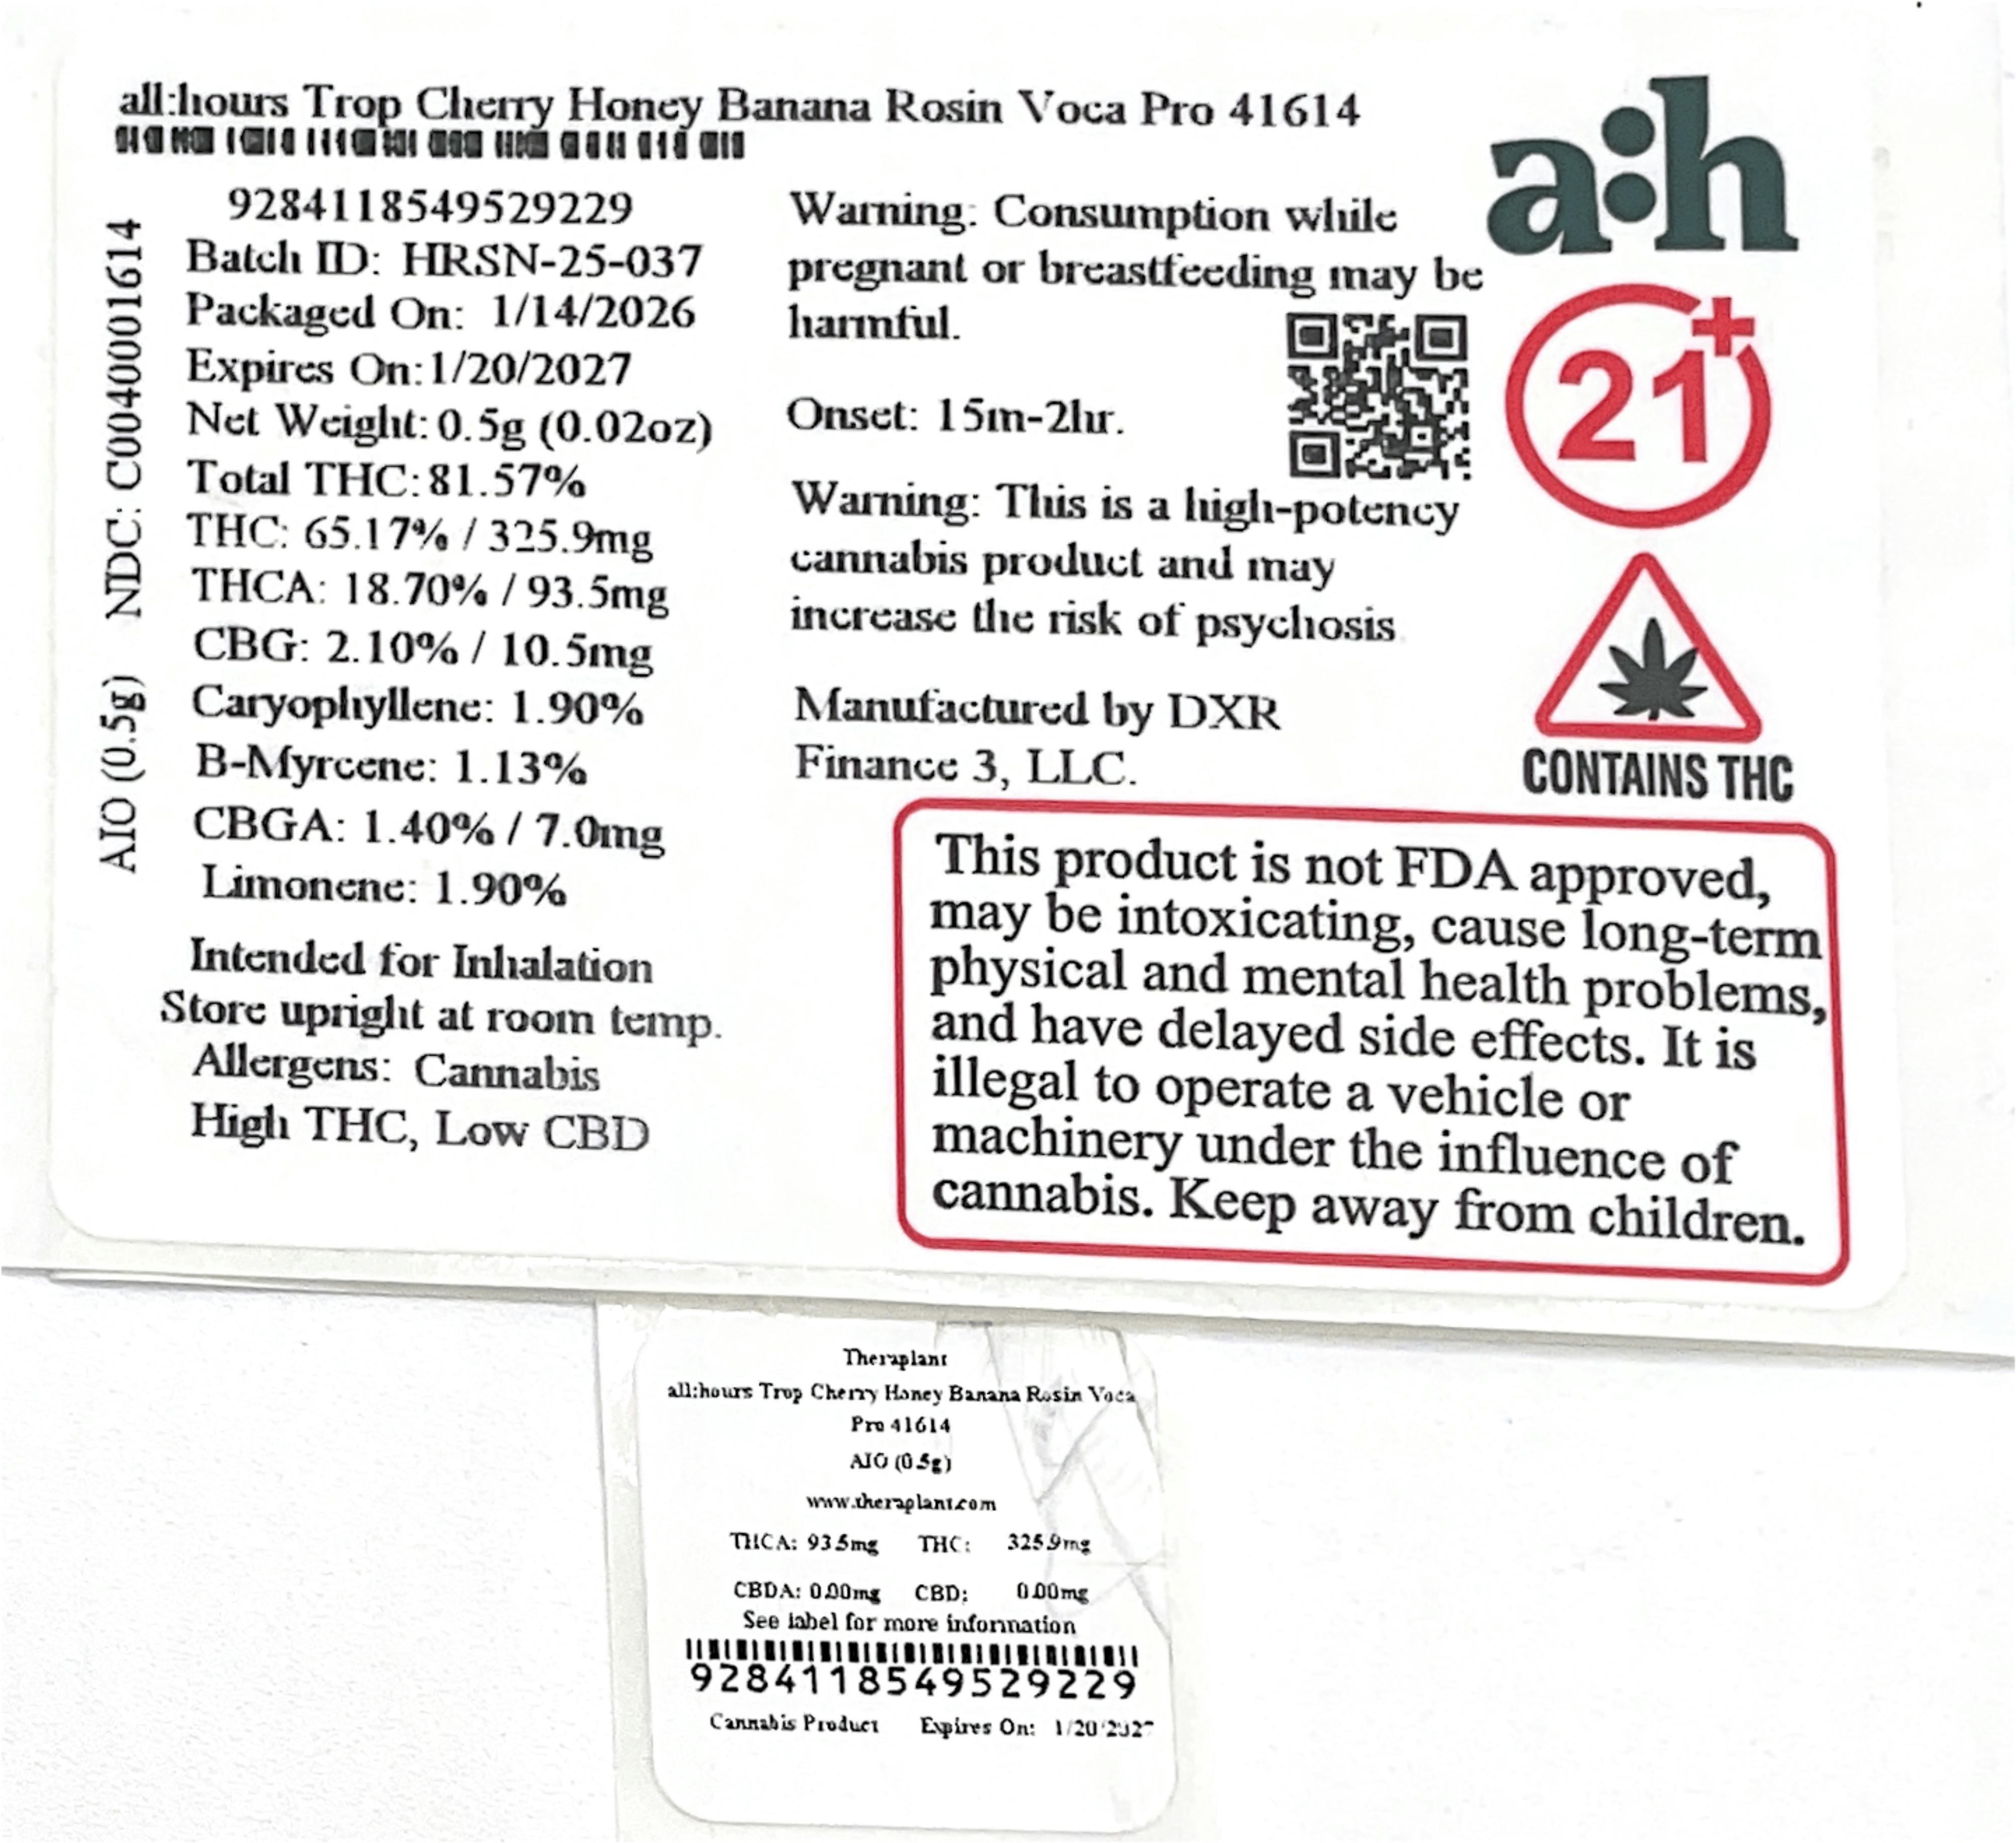 all:hours Trop Cherry Honey Banana Rosin Voca Pro 41614
9284118549529229
Batch ID: HRSN-25-037
Packaged On: 1/14/2026
Expires On: 1/20/2027
Net Weight: 0.5g (0.02oz)
Total THC: 81.57%
THC: 65.17% / 325.9mg
THCA: 18.70% / 93.5mg
CBG: 2.10% / 10.5mg
Caryophyllene: 1.90%
B-Myrcene: 1.13%
CBGA: 1.40% / 7.0mg
Limonene: 1.90%
Intended for Inhalation
Store upright at room temp.
Allergens: Cannabis
High THC, Low CBD
AIO (0.5g) NDC: C0040001614
Warning: Consumption while
pregnant or breastfeeding may be
harmful.
Onset: 15m-2hr.
Warning: This is a high-potency
cannabis product and may
increase the risk of psychosis
Manufactured by DXR
Finance 3, LLC.
a:h
21+
CONTAINS THC
This product is not FDA approved,
may be intoxicating, cause long-term
physical and mental health problems,
and have delayed side effects. It is
illegal to operate a vehicle or
machinery under the influence of
cannabis. Keep away from children.
Theraplant
all:hours Trop Cherry Honey Banana Rosin Voca
Pro 41614
AIO (0.5g)
www.theraplant.com
THCA: 93.5mg THC: 325.9mg
CBDA: 0.00mg CBD: 0.00mg
See label for more information
9284118549529229
Cannabis Product Expires On: 1/20/2027